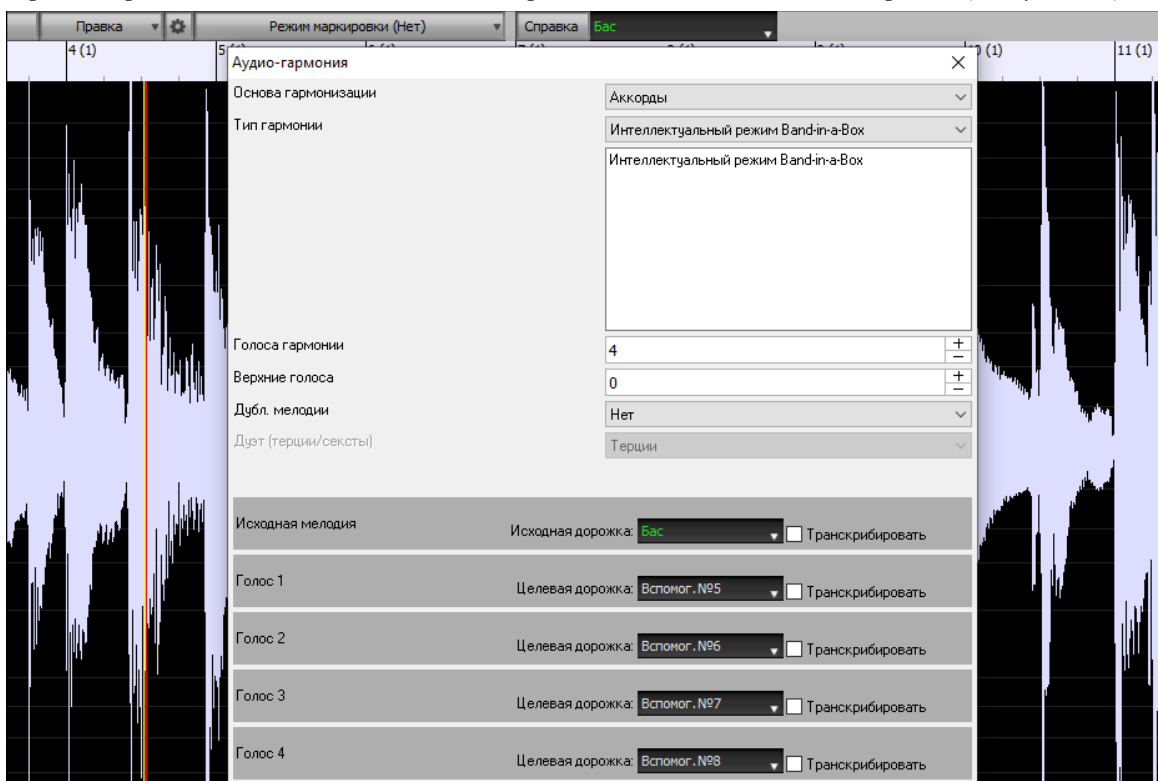 Правка Режим маркировки (Нет) Справка Бас
4 (1) 11 (1)
Аудио-гармония
Основа гармонизации Аккорды
Тип гармонии Интеллектуальный режим Band-in-a-Box
Интеллектуальный режим Band-in-a-Box
Голоса гармонии 4
Верхние голоса 0
Дубл. мелодии Нет
Дуэт (терции/сексты) Терции
Исходная мелодия Исходная дорожка: Бас Транскрибировать
Голос 1 Целевая дорожка: Вспомог.№5 Транскрибировать
Голос 2 Целевая дорожка: Вспомог.№6 Транскрибировать
Голос 3 Целевая дорожка: Вспомог.№7 Транскрибировать
Голос 4 Целевая дорожка: Вспомог.№8 Транскрибировать